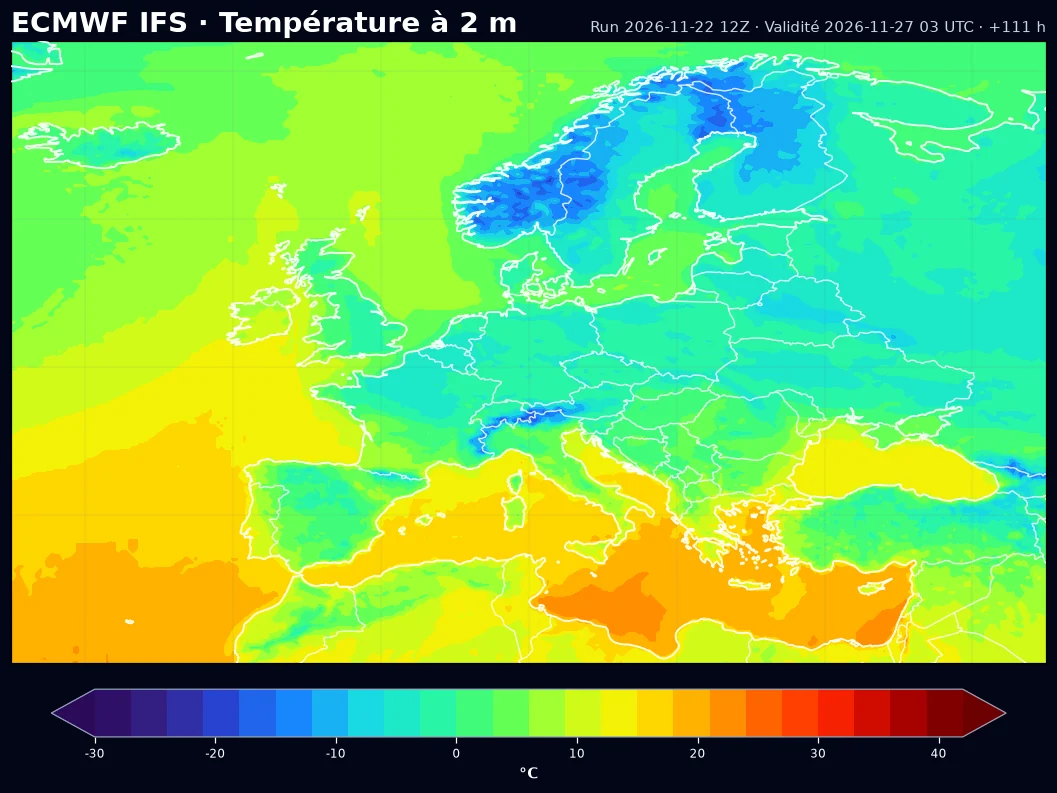 ECMWF IFS · Température à 2 m
Run 2026-11-22 12Z · Validité 2026-11-27 03 UTC · +111 h
-30 -20 -10 0 10 20 30 40
°C